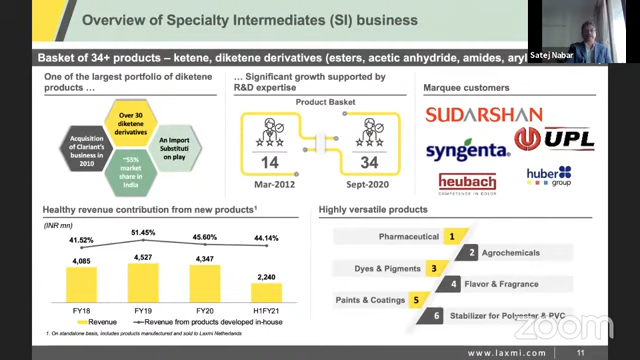 Overview of Specialty Intermediates (SI) business
Satej Nabar
Basket of 34+ products – ketene, diketene derivatives (esters, acetic anhydride, amides, aryl
One of the largest portfolio of diketene
products ...
Over 30
diketene
derivatives
Acquisition
of Clariant's
business in
2010
An Import
Substituti
on play
~55%
market
share in
India
... Significant growth supported by
R&D expertise
Product Basket
14
34
Mar-2012
Sept-2020
Marquee customers
SUDARSHAN
syngenta
UPL
heubach
COMPETENCE IN COLOR
huber
group
Healthy revenue contribution from new products1
(INR mn)
41.52%
51.45%
45.60%
44.14%
4,085
4,527
4,347
2,240
FY18
FY19
FY20
H1FY21
Revenue
Revenue from products developed in-house
Highly versatile products
Pharmaceutical 1
2 Agrochemicals
Dyes & Pigments 3
4 Flavor & Fragrance
Paints & Coatings 5
6 Stabilizer for Polyester & PVC
zoom
1. On standalone basis, Includes products manufactured and sold to Laxmi Netherlands
www.laxmi.com
11